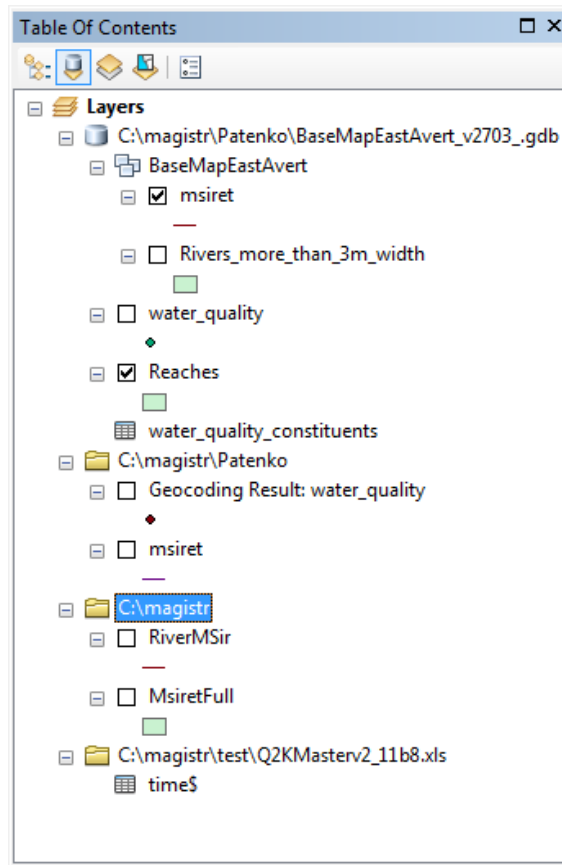 Table Of Contents
Layers
C:\magistr\Patenko\BaseMapEastAvert_v2703_.gdb
BaseMapEastAvert
msiret
Rivers_more_than_3m_width
water_quality
Reaches
water_quality_constituents
C:\magistr\Patenko
Geocoding Result: water_quality
msiret
C:\magistr
RiverMSir
MsiretFull
C:\magistr\test\Q2KMasterv2_11b8.xls
time$